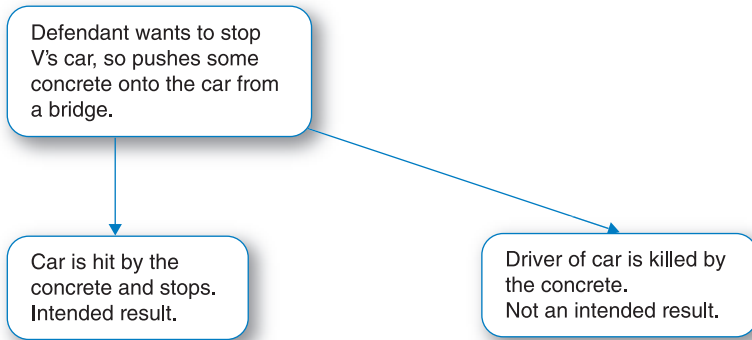 Defendant wants to stop
V's car, so pushes some
concrete onto the car from
a bridge.
Car is hit by the
concrete and stops.
Intended result.
Driver of car is killed by
the concrete.
Not an intended result.